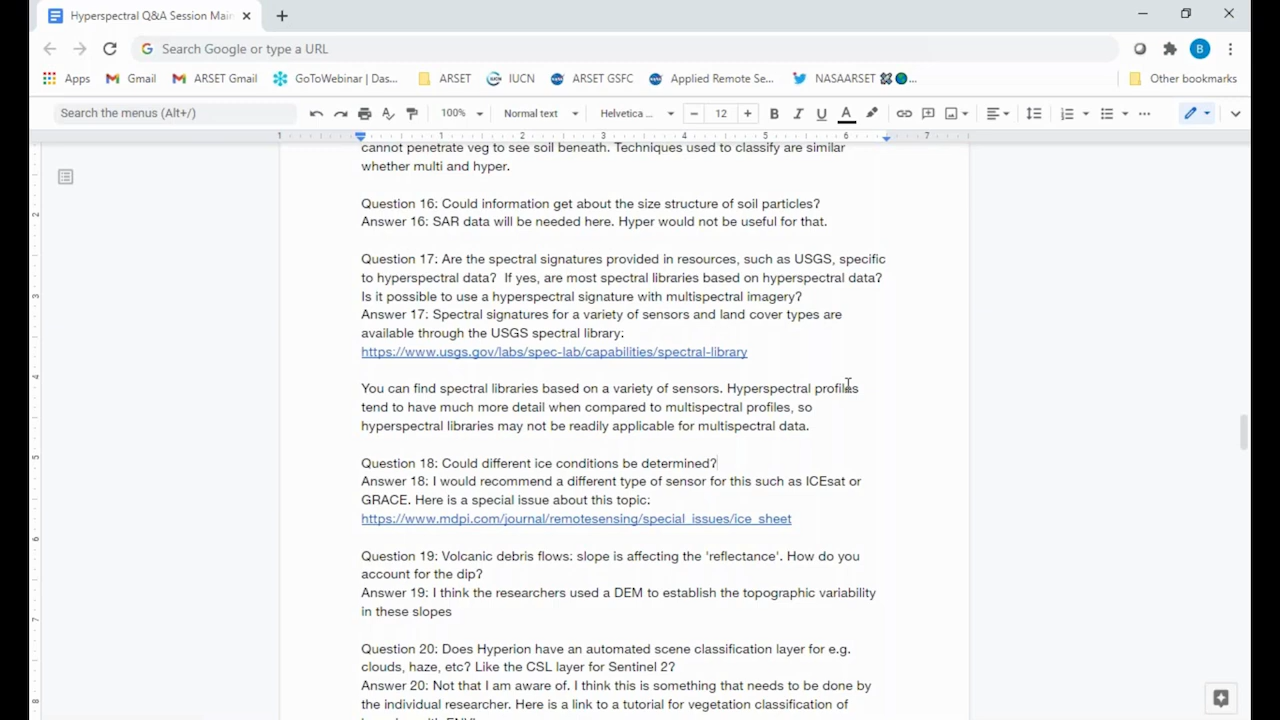 Hyperspectral Q&A Session Main
Search Google or type a URL
B
Apps
Gmail
ARSET Gmail
GoToWebinar | Das...
ARSET
IUCN
ARSET GSFC
Applied Remote Se...
NASAARSET
Other bookmarks
Search the menus (Alt+/)
100%
Normal text
Helvetica ...
12
B I U A
1 1 2 3 4 5 6 7
cannot penetrate veg to see soil beneath. Techniques used to classify are similar
whether multi and hyper.
Question 16: Could information get about the size structure of soil particles?
Answer 16: SAR data will be needed here. Hyper would not be useful for that.
Question 17: Are the spectral signatures provided in resources, such as USGS, specific
to hyperspectral data?  If yes, are most spectral libraries based on hyperspectral data?
Is it possible to use a hyperspectral signature with multispectral imagery?
Answer 17: Spectral signatures for a variety of sensors and land cover types are
available through the USGS spectral library:
https://www.usgs.gov/labs/spec-lab/capabilities/spectral-library
You can find spectral libraries based on a variety of sensors. Hyperspectral profiles
tend to have much more detail when compared to multispectral profiles, so
hyperspectral libraries may not be readily applicable for multispectral data.
Question 18: Could different ice conditions be determined?
Answer 18: I would recommend a different type of sensor for this such as ICEsat or
GRACE. Here is a special issue about this topic:
https://www.mdpi.com/journal/remotesensing/special_issues/ice_sheet
Question 19: Volcanic debris flows: slope is affecting the 'reflectance'. How do you
account for the dip?
Answer 19: I think the researchers used a DEM to establish the topographic variability
in these slopes
Question 20: Does Hyperion have an automated scene classification layer for e.g.
clouds, haze, etc? Like the CSL layer for Sentinel 2?
Answer 20: Not that I am aware of. I think this is something that needs to be done by
the individual researcher. Here is a link to a tutorial for vegetation classification of